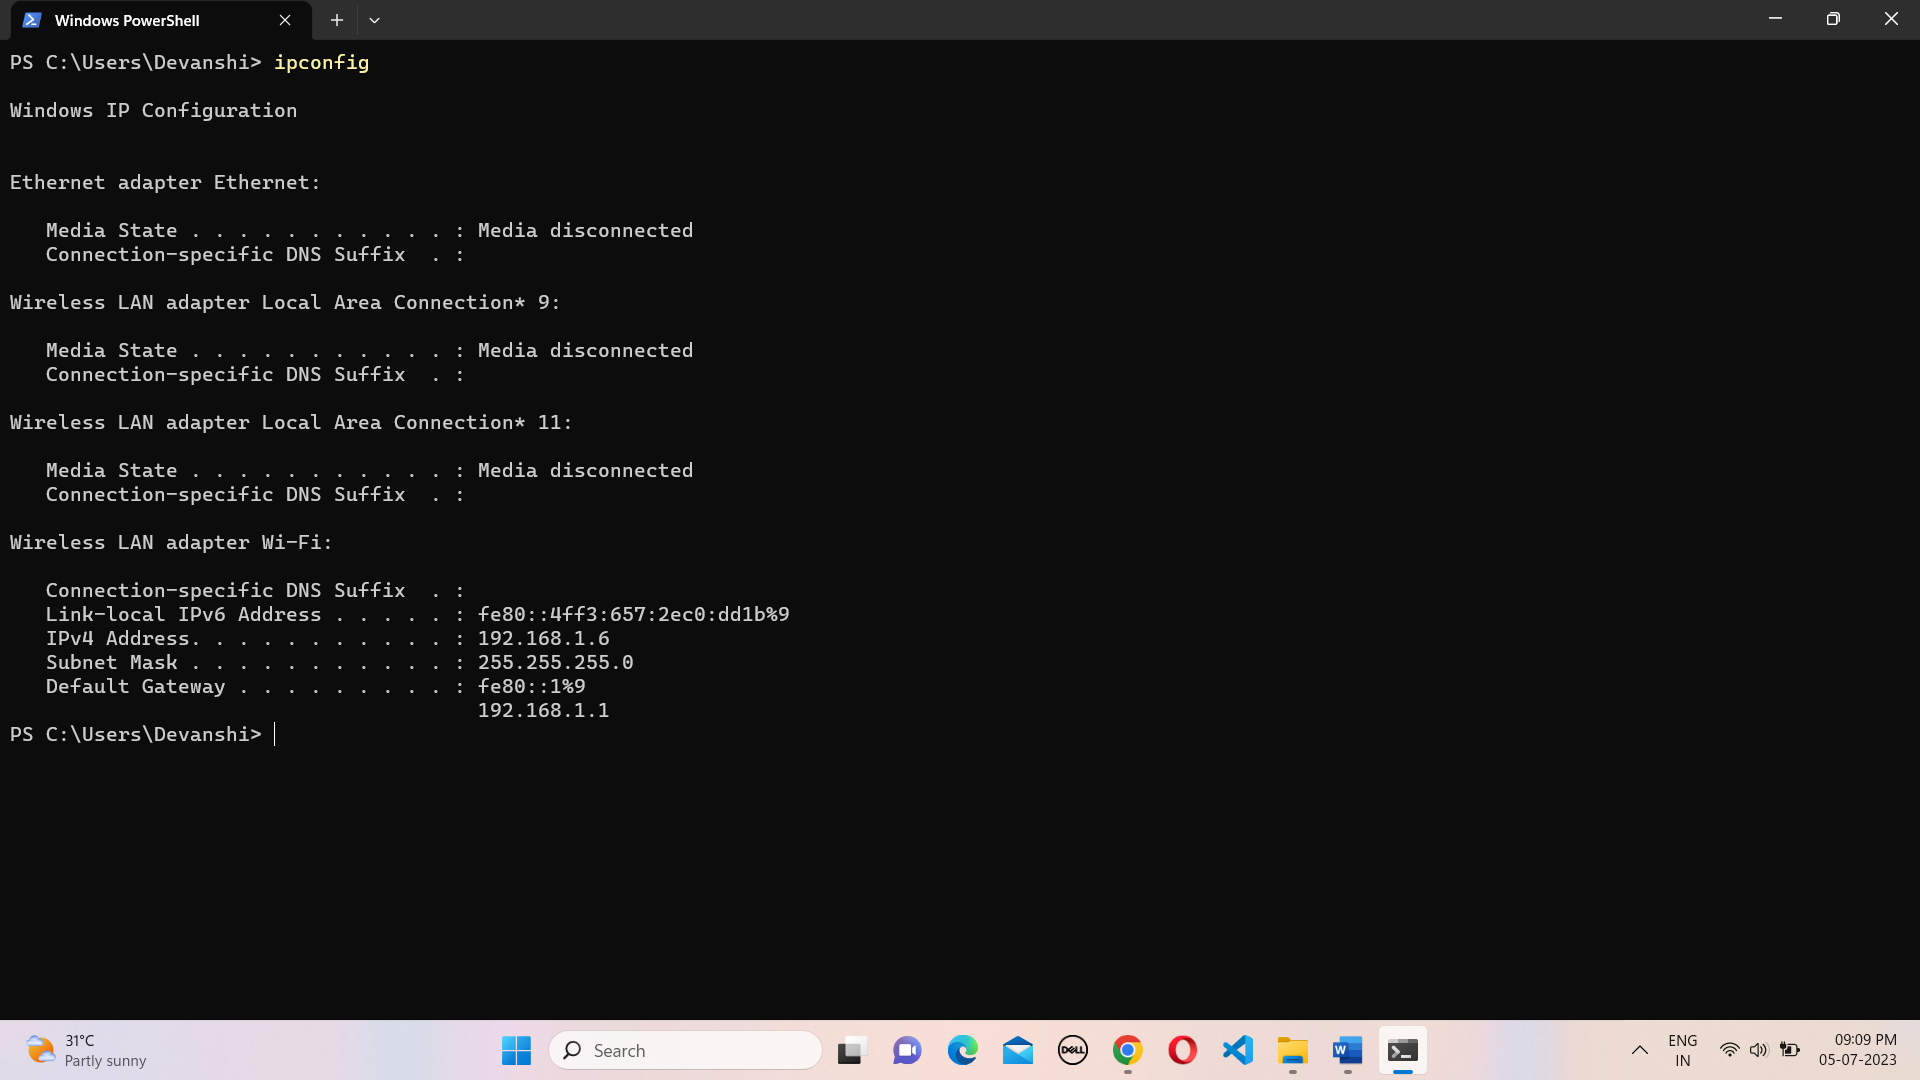 Windows PowerShell
PS C:\Users\Devanshi> ipconfig
Windows IP Configuration
Ethernet adapter Ethernet:
   Media State . . . . . . . . . . . : Media disconnected
   Connection-specific DNS Suffix  . :
Wireless LAN adapter Local Area Connection* 9:
   Media State . . . . . . . . . . . : Media disconnected
   Connection-specific DNS Suffix  . :
Wireless LAN adapter Local Area Connection* 11:
   Media State . . . . . . . . . . . : Media disconnected
   Connection-specific DNS Suffix  . :
Wireless LAN adapter Wi-Fi:
   Connection-specific DNS Suffix  . :
   Link-local IPv6 Address . . . . . : fe80::4ff3:657:2ec0:dd1b%9
   IPv4 Address. . . . . . . . . . . : 192.168.1.6
   Subnet Mask . . . . . . . . . . . : 255.255.255.0
   Default Gateway . . . . . . . . . : fe80::1%9
                                       192.168.1.1
PS C:\Users\Devanshi>
31°C
Partly sunny
Search
DELL
W
ENG
IN
09:09 PM
05-07-2023